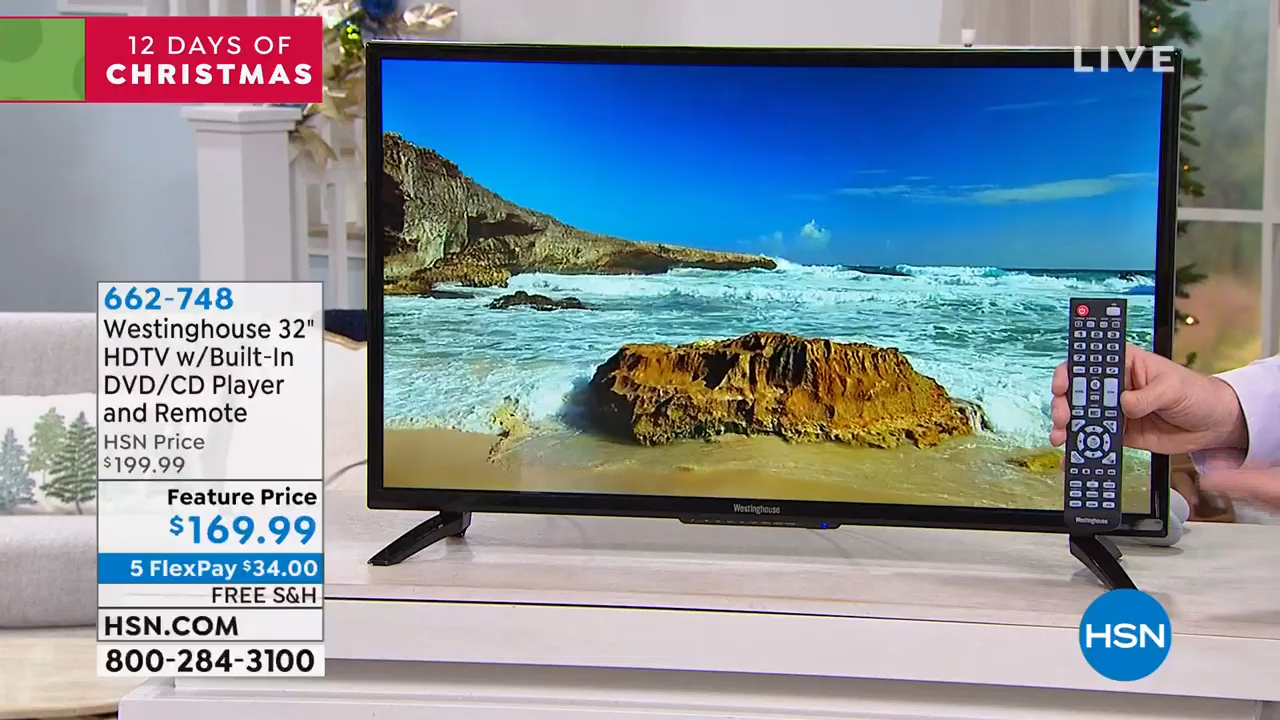 12 DAYS OF
CHRISTMAS
LIVE
662-748
Westinghouse 32"
HDTV w/Built-In
DVD/CD Player
and Remote
HSN Price
$199.99
Feature Price
$169.99
5 FlexPay $34.00
FREE S&H
HSN.COM
800-284-3100
Westinghouse
Westinghouse
HSN